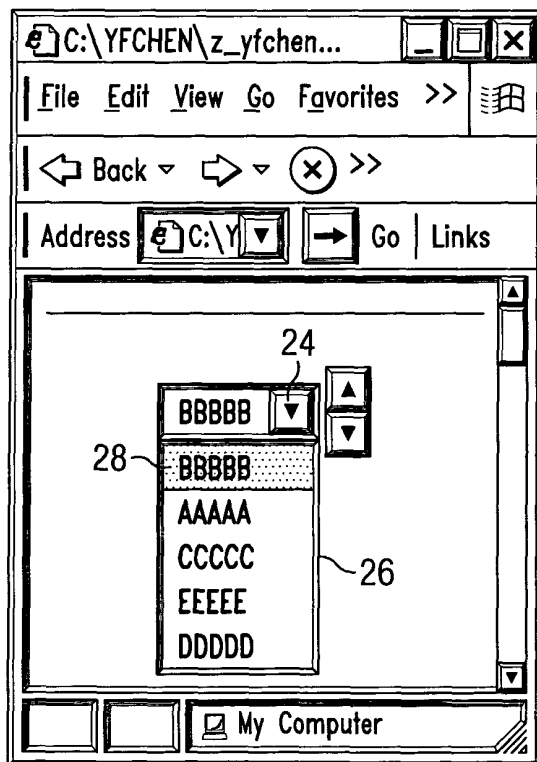 C:\YFCHEN\z_yfchen...
File Edit View Go Favorites >>
Back >>
Address C:\Y Go Links
24
BBBBB
28 BBBBB
AAAAA
CCCCC
26
EEEEE
DDDDD
My Computer